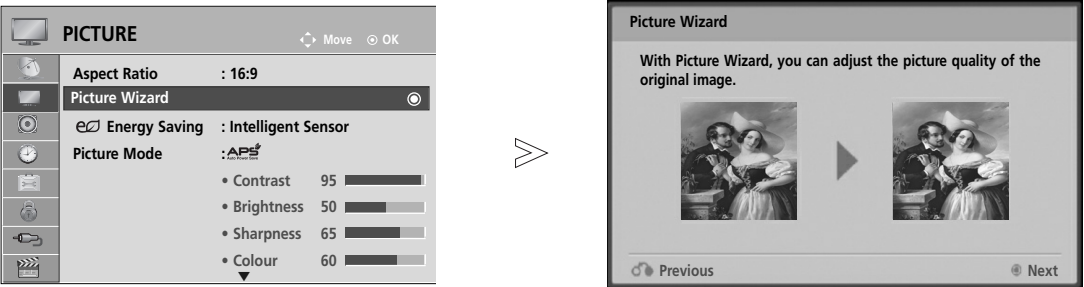 PICTURE
Move OK
Aspect Ratio : 16:9
Picture Wizard
Energy Saving : Intelligent Sensor
Picture Mode : APS
Auto Power Save
• Contrast 95
• Brightness 50
• Sharpness 65
• Colour 60
Picture Wizard
With Picture Wizard, you can adjust the picture quality of the
original image.
Previous Next